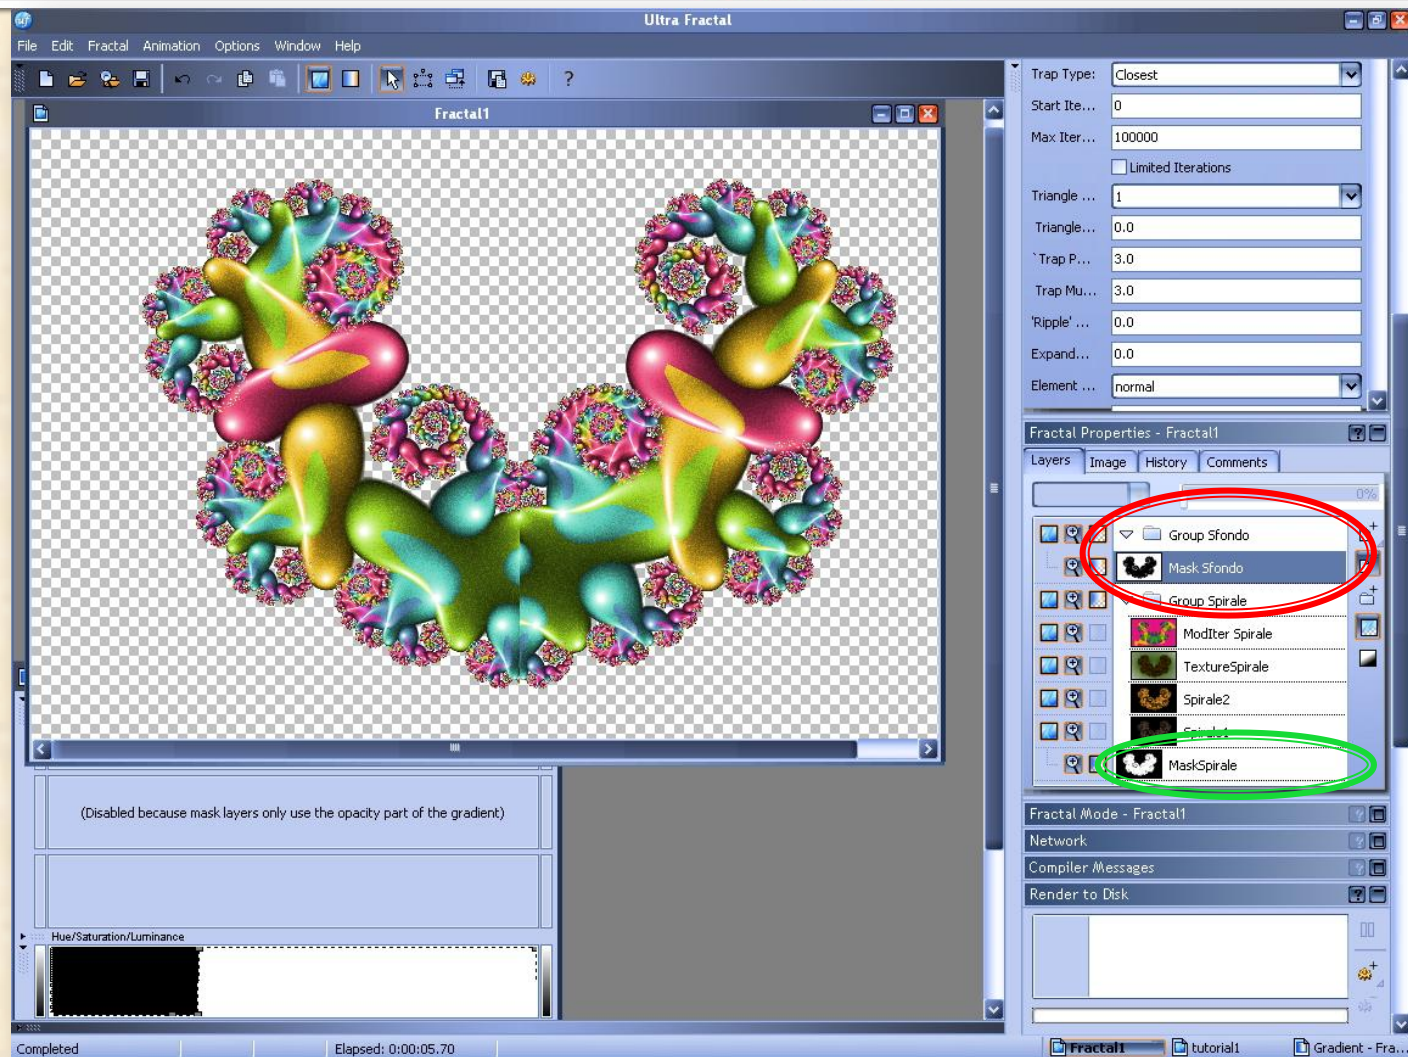 Ultra Fractal
File Edit Fractal Animation Options Window Help
?
Fractal1
Trap Type: Closest
Start Ite... 0
Max Iter... 100000
Limited Iterations
Triangle ... 1
Triangle... 0.0
`Trap P... 3.0
Trap Mu... 3.0
'Ripple' ... 0.0
Expand... 0.0
Element ... normal
Fractal Properties - Fractal1
Layers Image History Comments
0%
Group Sfondo
Mask Sfondo
Group Spirale
ModIter Spirale
TextureSpirale
Spirale2
Spirale1
MaskSpirale
(Disabled because mask layers only use the opacity part of the gradient)
Hue/Saturation/Luminance
Fractal Mode - Fractal1
Network
Compiler Messages
Render to Disk
Completed Elapsed: 0:00:05.70 Fractal1 tutorial1 Gradient - Fra...